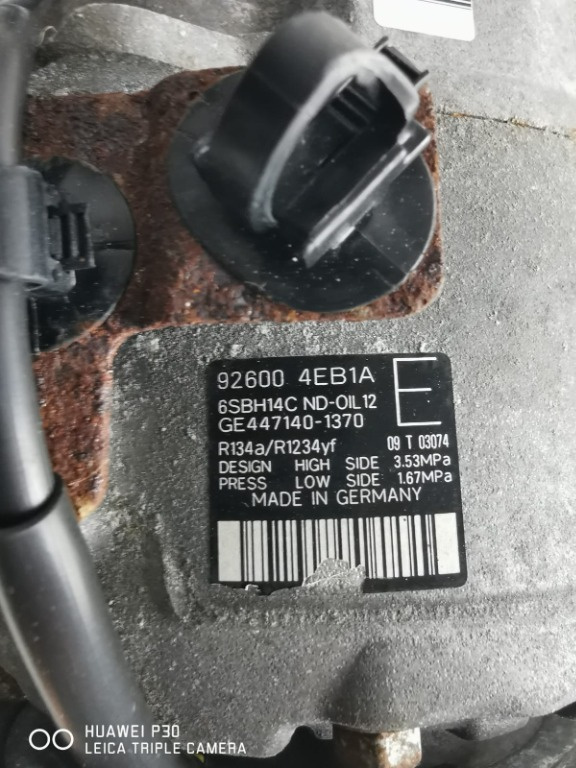 92600 4EB1A E
6SBH14C ND-OIL12
GE447140-1370
R134a/R1234yf 09 T 03074
DESIGN HIGH SIDE 3.53MPa
PRESS LOW SIDE 1.67MPa
MADE IN GERMANY
HUAWEI P30
LEICA TRIPLE CAMERA